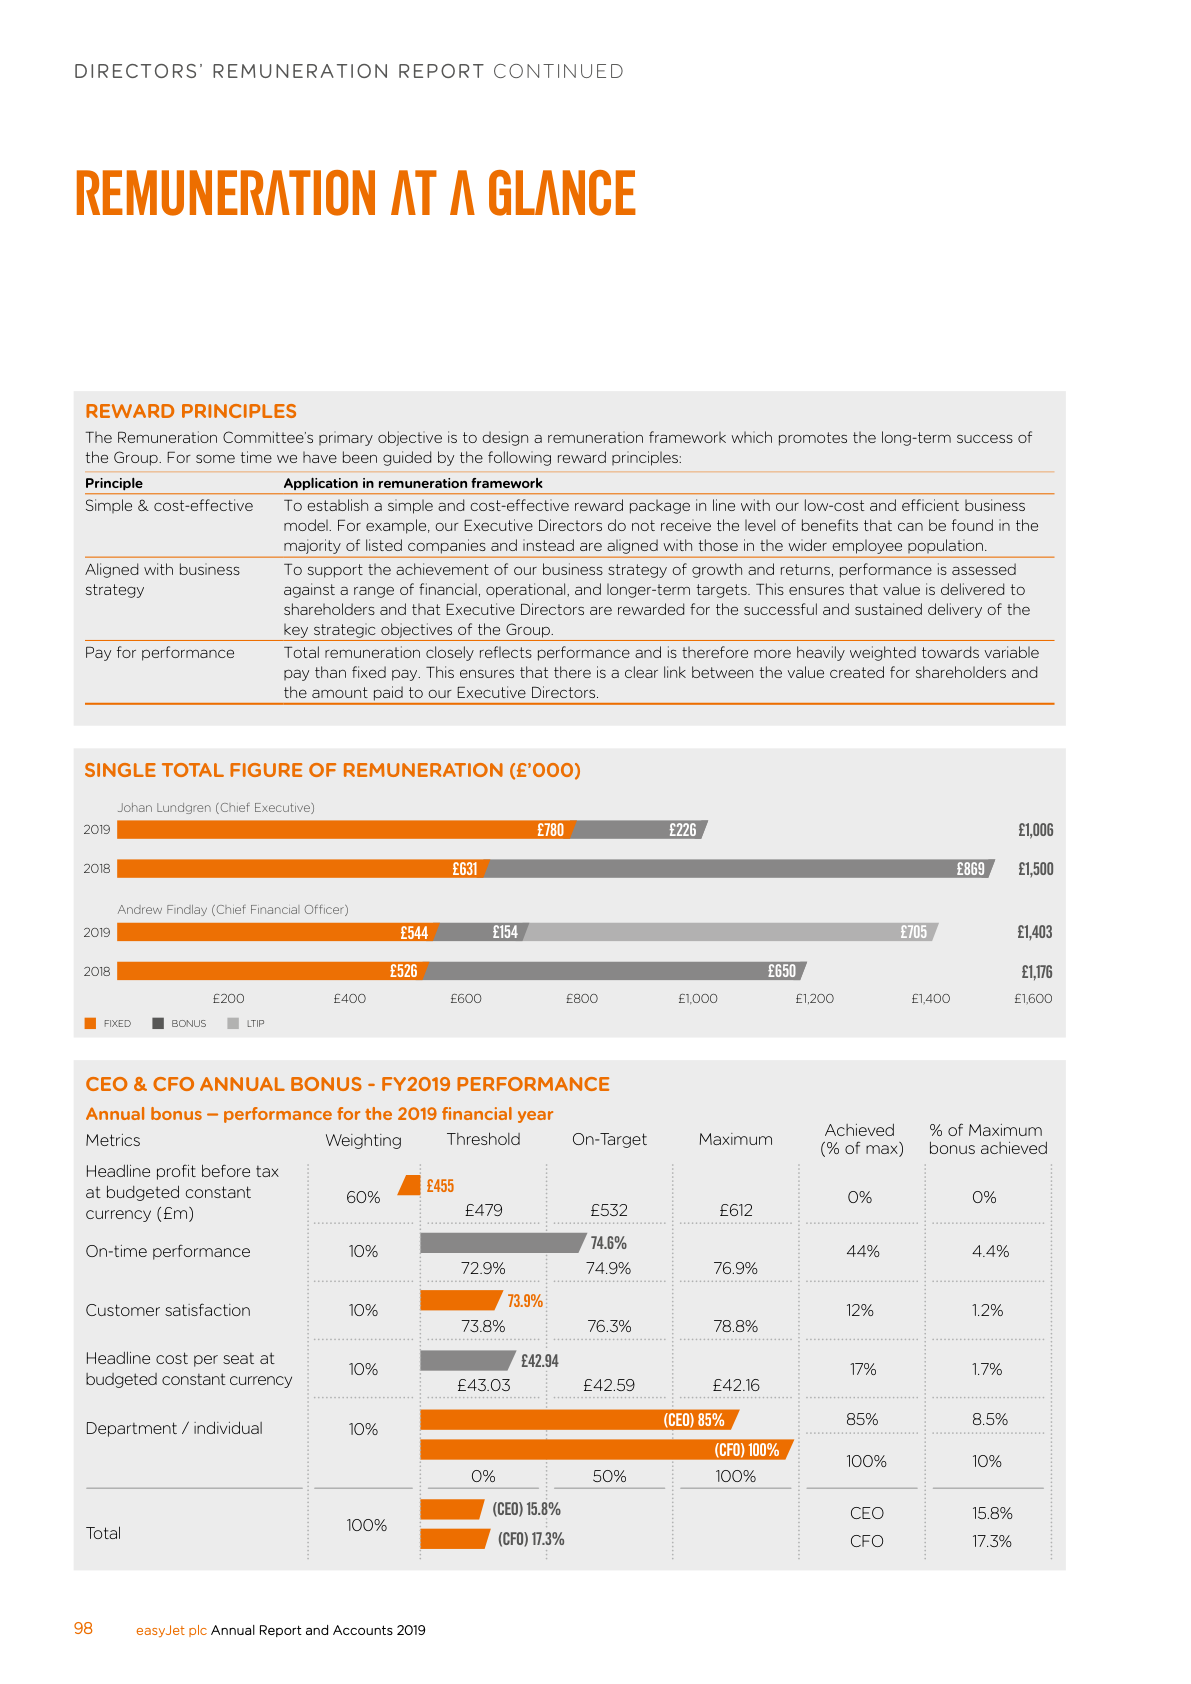 DIRECTORS' REMUNERATION REPORT CONTINUED
REMUNERATION AT A GLANCE
REWARD PRINCIPLES
The Remuneration Committee's primary objective is to design a remuneration framework which promotes the long-term success of
the Group. For some time we have been guided by the following reward principles:
Principle Application in remuneration framework
Simple & cost-effective To establish a simple and cost-effective reward package in line with our low-cost and efficient business
model. For example, our Executive Directors do not receive the level of benefits that can be found in the
majority of listed companies and instead are aligned with those in the wider employee population.
Aligned with business To support the achievement of our business strategy of growth and returns, performance is assessed
strategy against a range of financial, operational, and longer-term targets. This ensures that value is delivered to
shareholders and that Executive Directors are rewarded for the successful and sustained delivery of the
key strategic objectives of the Group.
Pay for performance Total remuneration closely reflects performance and is therefore more heavily weighted towards variable
pay than fixed pay. This ensures that there is a clear link between the value created for shareholders and
the amount paid to our Executive Directors.
SINGLE TOTAL FIGURE OF REMUNERATION (£'000)
Johan Lundgren (Chief Executive)
2019 £780 £226 £1,006
2018 £631 £869 £1,500
Andrew Findlay (Chief Financial Officer)
2019 £544 £154 £705 £1,403
2018 £526 £650 £1,176
£200 £400 £600 £800 £1,000 £1,200 £1,400 £1,600
FIXED BONUS LTIP
CEO & CFO ANNUAL BONUS - FY2019 PERFORMANCE
Annual bonus – performance for the 2019 financial year
Metrics Weighting Threshold On-Target Maximum Achieved (% of max) % of Maximum bonus achieved
Headline profit before tax
at budgeted constant
currency (£m)
60% £455 0% 0%
£479 £532 £612
On-time performance 10% 74.6% 44% 4.4%
72.9% 74.9% 76.9%
Customer satisfaction 10% 73.9% 12% 1.2%
73.8% 76.3% 78.8%
Headline cost per seat at
budgeted constant currency
10% £42.94 17% 1.7%
£43.03 £42.59 £42.16
Department / individual 10% (CEO) 85% 85% 8.5%
(CFO) 100% 100% 10%
0% 50% 100%
Total 100% (CEO) 15.8% CEO 15.8%
(CFO) 17.3% CFO 17.3%
98 easyJet plc Annual Report and Accounts 2019